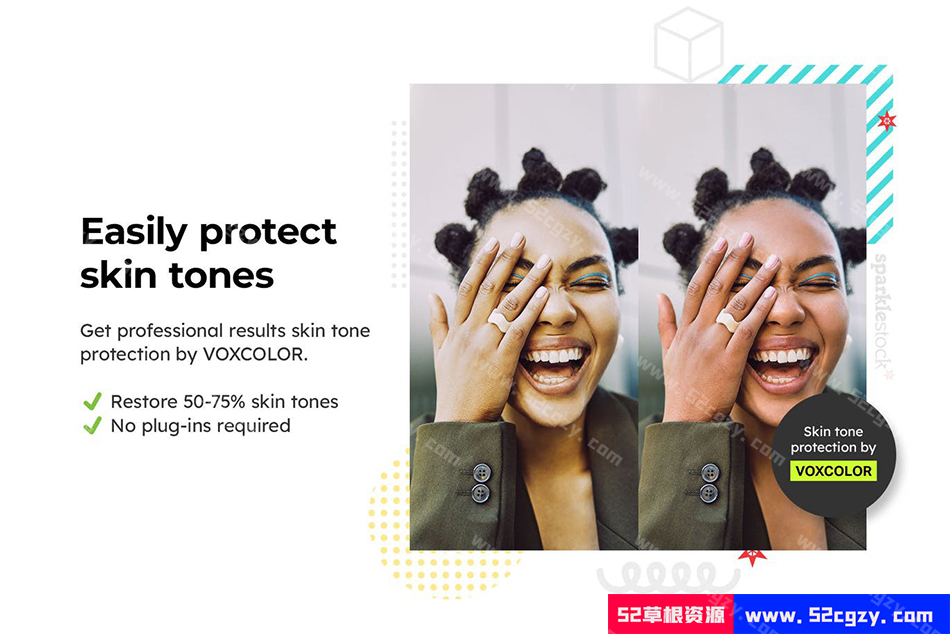 Easily protect
skin tones
Get professional results skin tone
protection by VOXCOLOR.
Restore 50-75% skin tones
No plug-ins required
sparklestock
Skin tone
protection by
VOXCOLOR
52草根资源
www.52cgzy.com